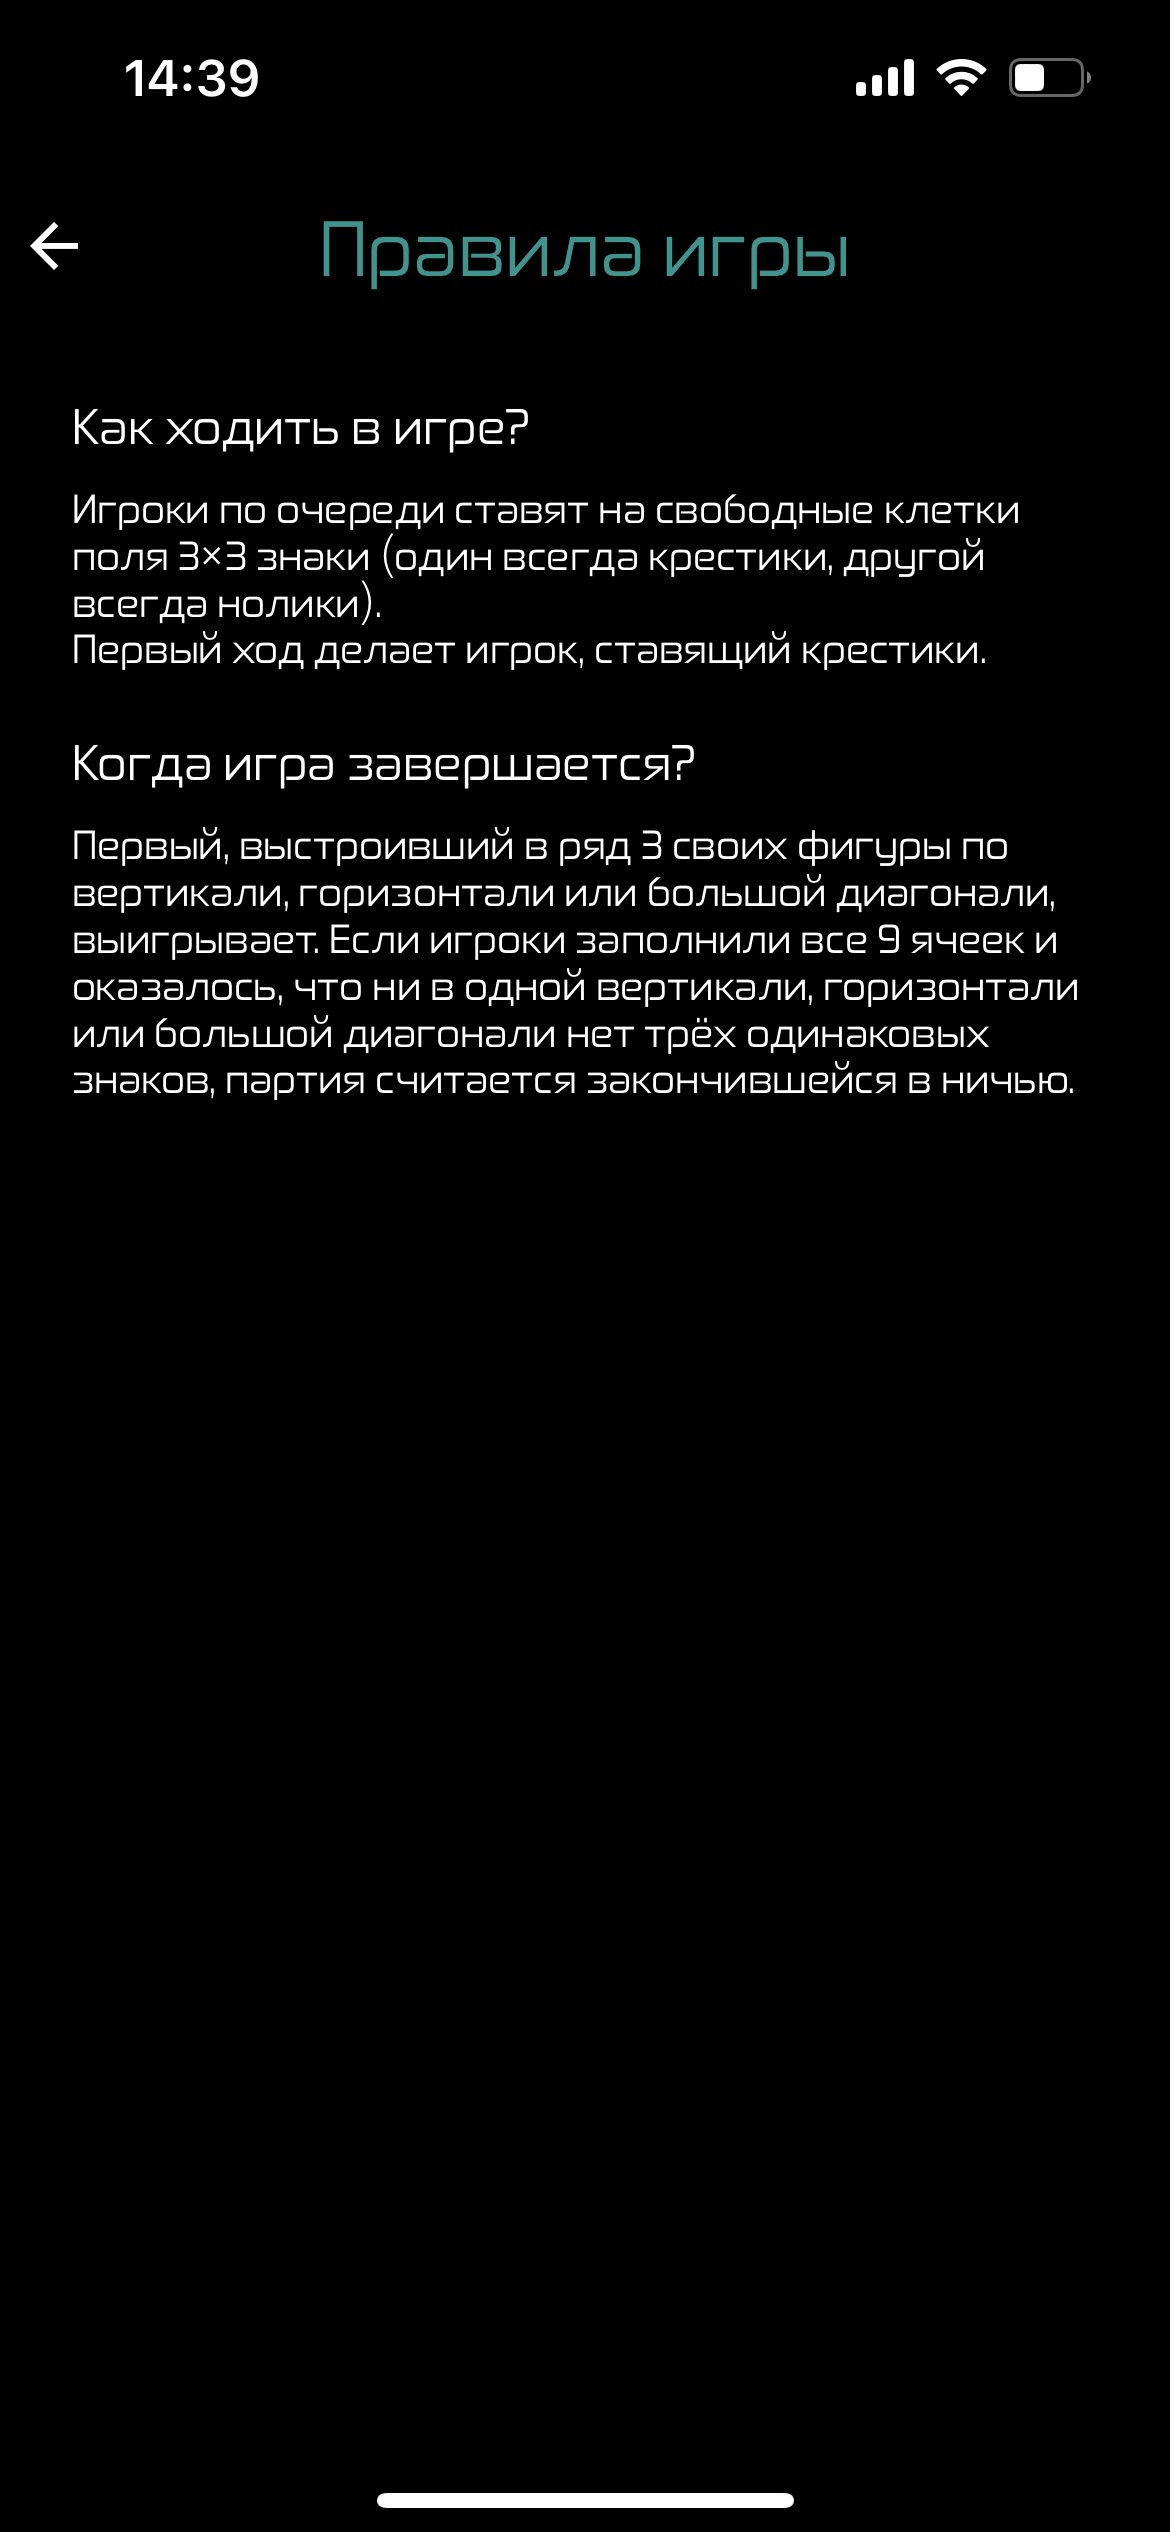 14:39
Правила игры
Как ходить в игре?
Игроки по очереди ставят на свободные клетки
поля 3×3 знаки (один всегда крестики, другой
всегда нолики).
Первый ход делает игрок, ставящий крестики.
Когда игра завершается?
Первый, выстроивший в ряд 3 своих фигуры по
вертикали, горизонтали или большой диагонали,
выигрывает. Если игроки заполнили все 9 ячеек и
оказалось, что ни в одной вертикали, горизонтали
или большой диагонали нет трёх одинаковых
знаков, партия считается закончившейся в ничью.